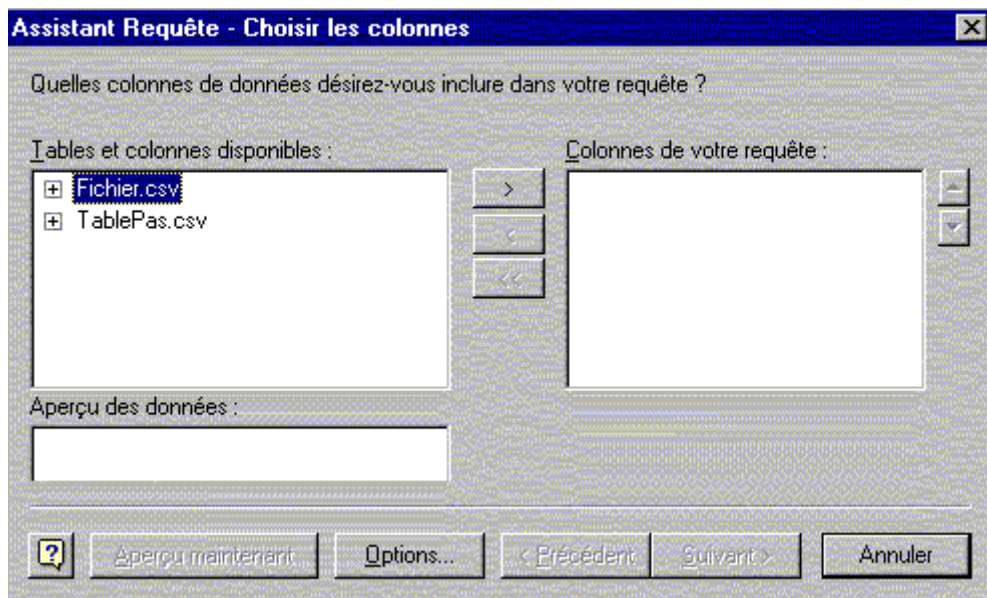 Assistant Requête - Choisir les colonnes
Quelles colonnes de données désirez-vous inclure dans votre requête ?
Tables et colonnes disponibles :
Colonnes de votre requête :
Fichier.csv
TablePas.csv
>
<
<<
Aperçu des données :
Aperçu maintenant
Options...
< Précédent
Suivant >
Annuler